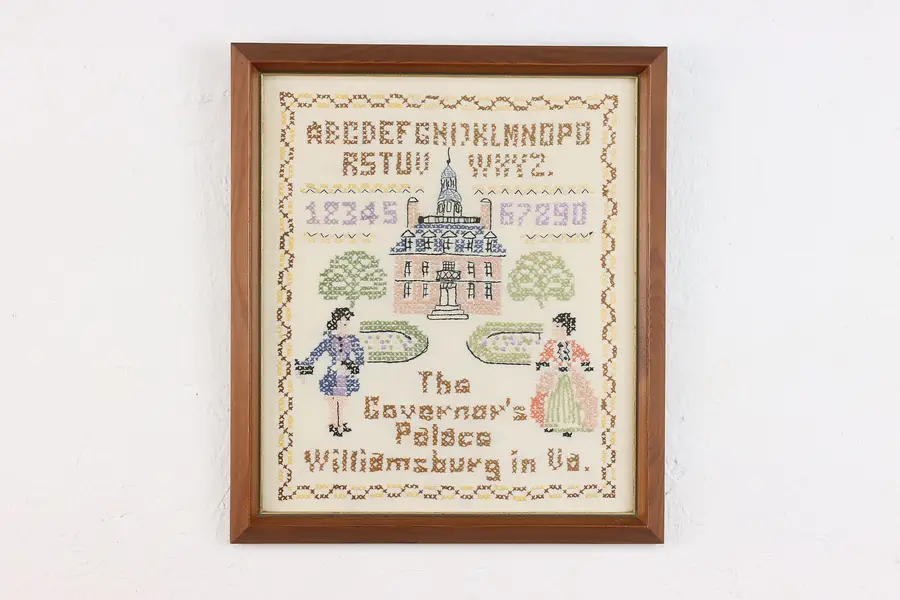 ABCDEFGHIJKLMNOPQ
RSTUV WXYZ.
12345 67890
The
Governor's
Palace
Williamsburg in Va.